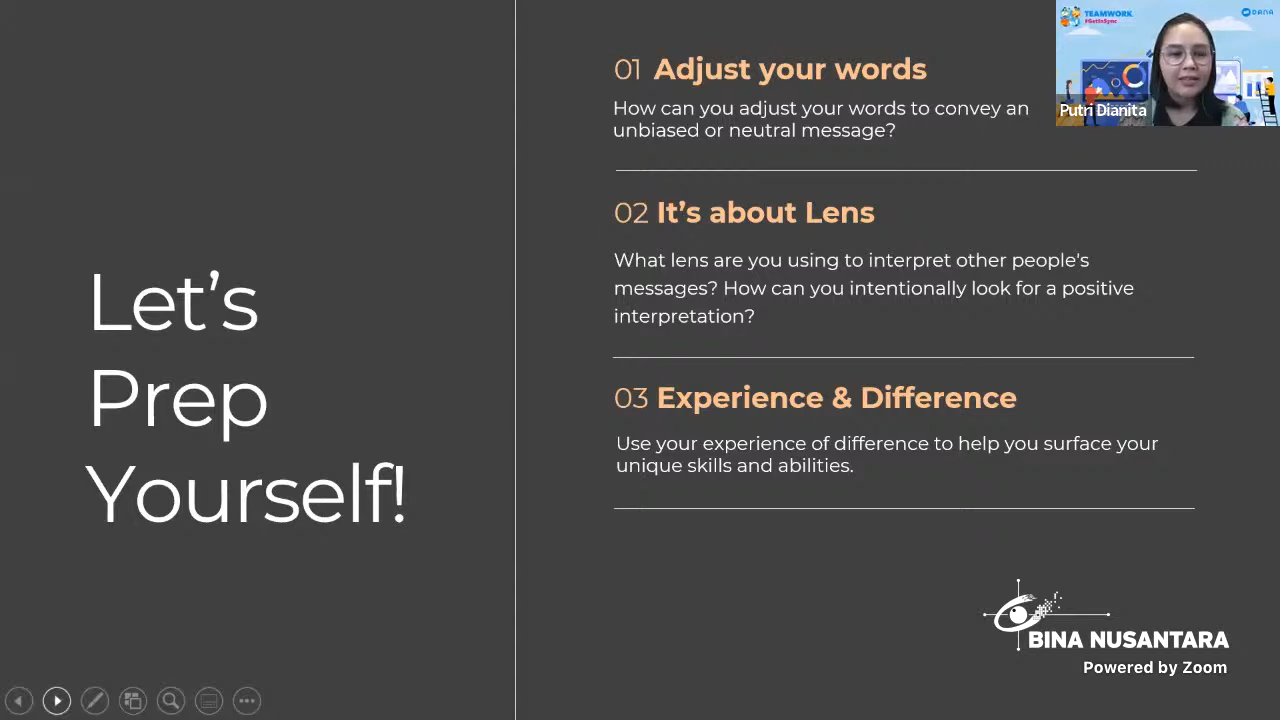 Let's
Prep
Yourself!
01 Adjust your words
How can you adjust your words to convey an
unbiased or neutral message?
02 It's about Lens
What lens are you using to interpret other people's
messages? How can you intentionally look for a positive
interpretation?
03 Experience & Difference
Use your experience of difference to help you surface your
unique skills and abilities.
TEAMWORK
#GetInSync
DANA
Putri Dianita
BINA NUSANTARA
Powered by Zoom